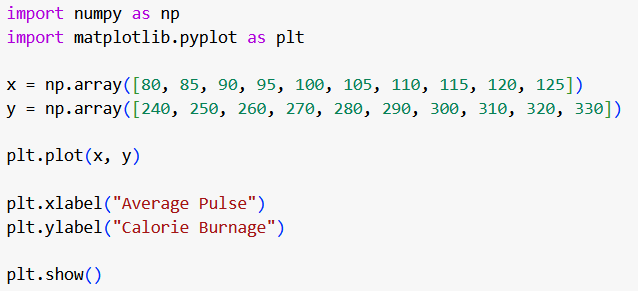 import numpy as np
import matplotlib.pyplot as plt
x = np.array([80, 85, 90, 95, 100, 105, 110, 115, 120, 125])
y = np.array([240, 250, 260, 270, 280, 290, 300, 310, 320, 330])
plt.plot(x, y)
plt.xlabel("Average Pulse")
plt.ylabel("Calorie Burnage")
plt.show()